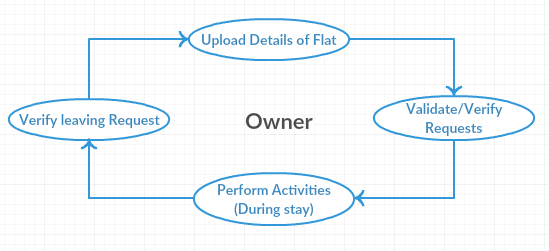 Upload Details of Flat
Verify leaving Request
Owner
Validate/Verify
Requests
Perform Activities
(During stay)